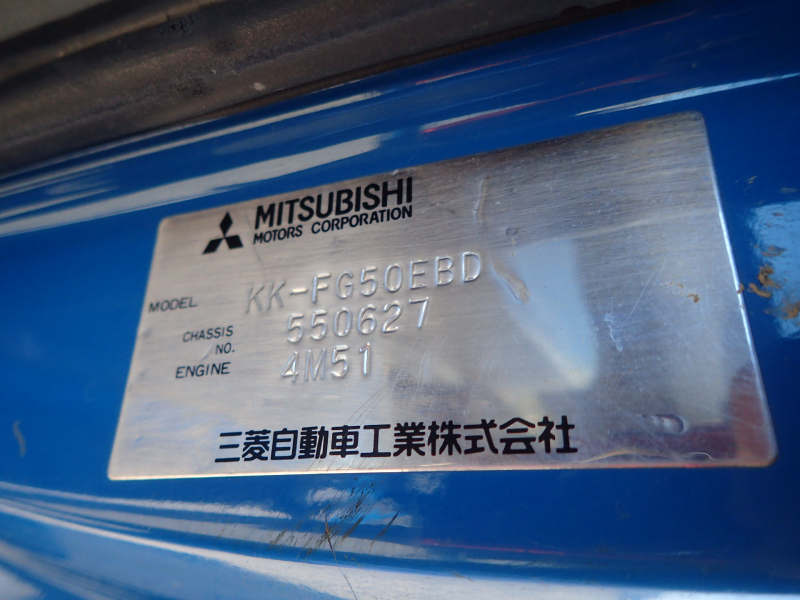 MITSUBISHI
MOTORS CORPORATION
MODEL KK-FG50EBD
CHASSIS NO. 550627
ENGINE 4M51
三菱自動車工業株式会社